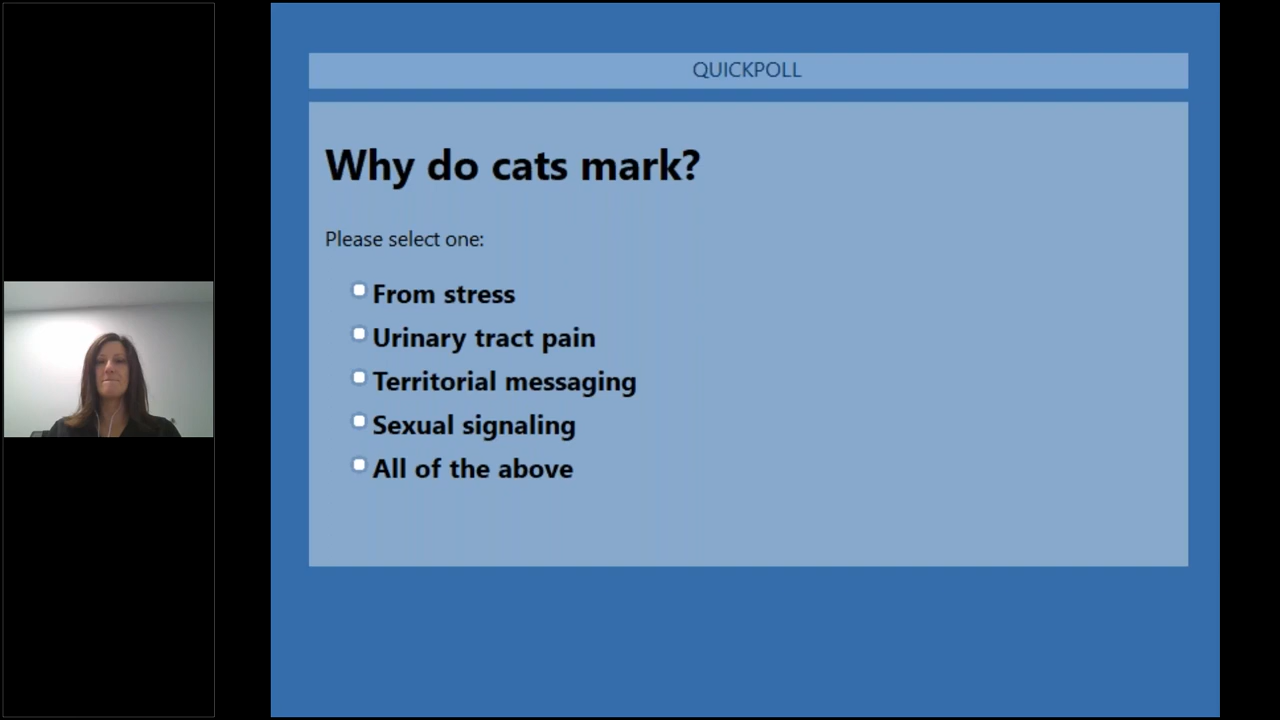 QUICKPOLL
Why do cats mark?
Please select one:
From stress
Urinary tract pain
Territorial messaging
Sexual signaling
All of the above